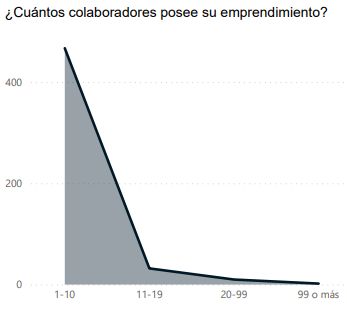 ¿Cuántos colaboradores posee su emprendimiento?
400
200
0
1-10 11-19 20-99 99 o más